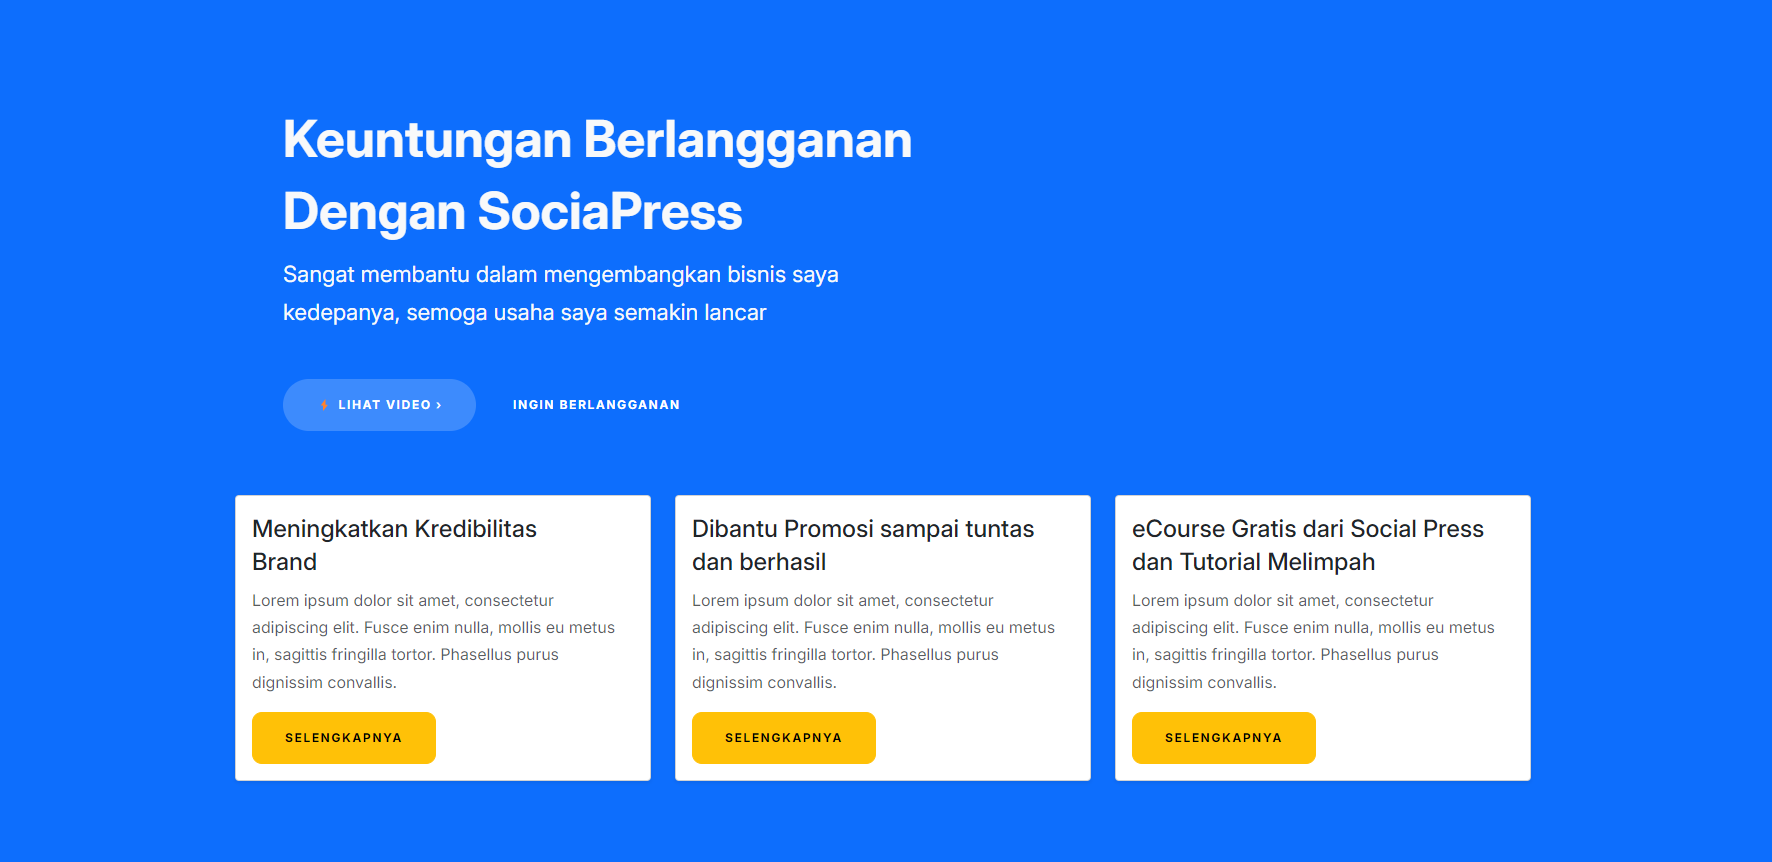 Keuntungan Berlangganan
Dengan SociaPress
Sangat membantu dalam mengembangkan bisnis saya
kedepanya, semoga usaha saya semakin lancar
LIHAT VIDEO ›
INGIN BERLANGGANAN
Meningkatkan Kredibilitas
Brand
Lorem ipsum dolor sit amet, consectetur
adipiscing elit. Fusce enim nulla, mollis eu metus
in, sagittis fringilla tortor. Phasellus purus
dignissim convallis.
SELENGKAPNYA
Dibantu Promosi sampai tuntas
dan berhasil
Lorem ipsum dolor sit amet, consectetur
adipiscing elit. Fusce enim nulla, mollis eu metus
in, sagittis fringilla tortor. Phasellus purus
dignissim convallis.
SELENGKAPNYA
eCourse Gratis dari Social Press
dan Tutorial Melimpah
Lorem ipsum dolor sit amet, consectetur
adipiscing elit. Fusce enim nulla, mollis eu metus
in, sagittis fringilla tortor. Phasellus purus
dignissim convallis.
SELENGKAPNYA